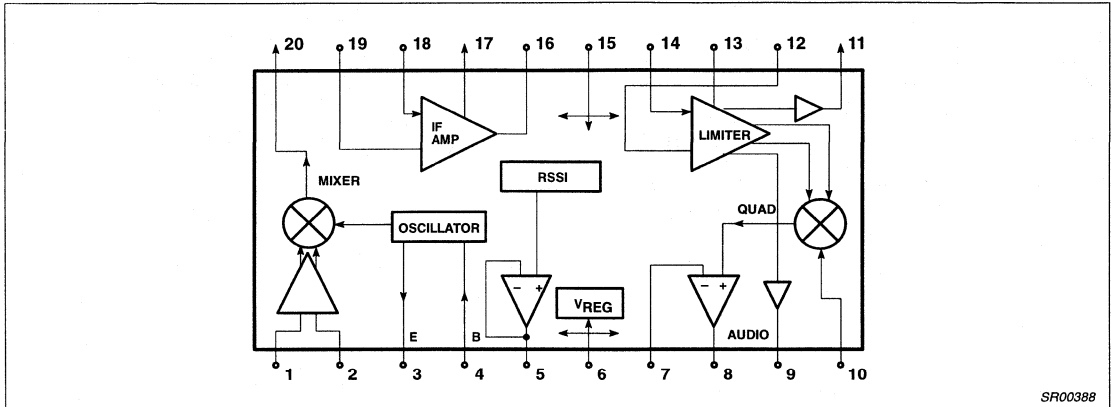 20 19 18 17 16 15 14 13 12 11
IF
AMP
LIMITER
RSSI
MIXER
QUAD
OSCILLATOR
VREG
E B
AUDIO
- +
- +
1 2 3 4 5 6 7 8 9 10
SR00388